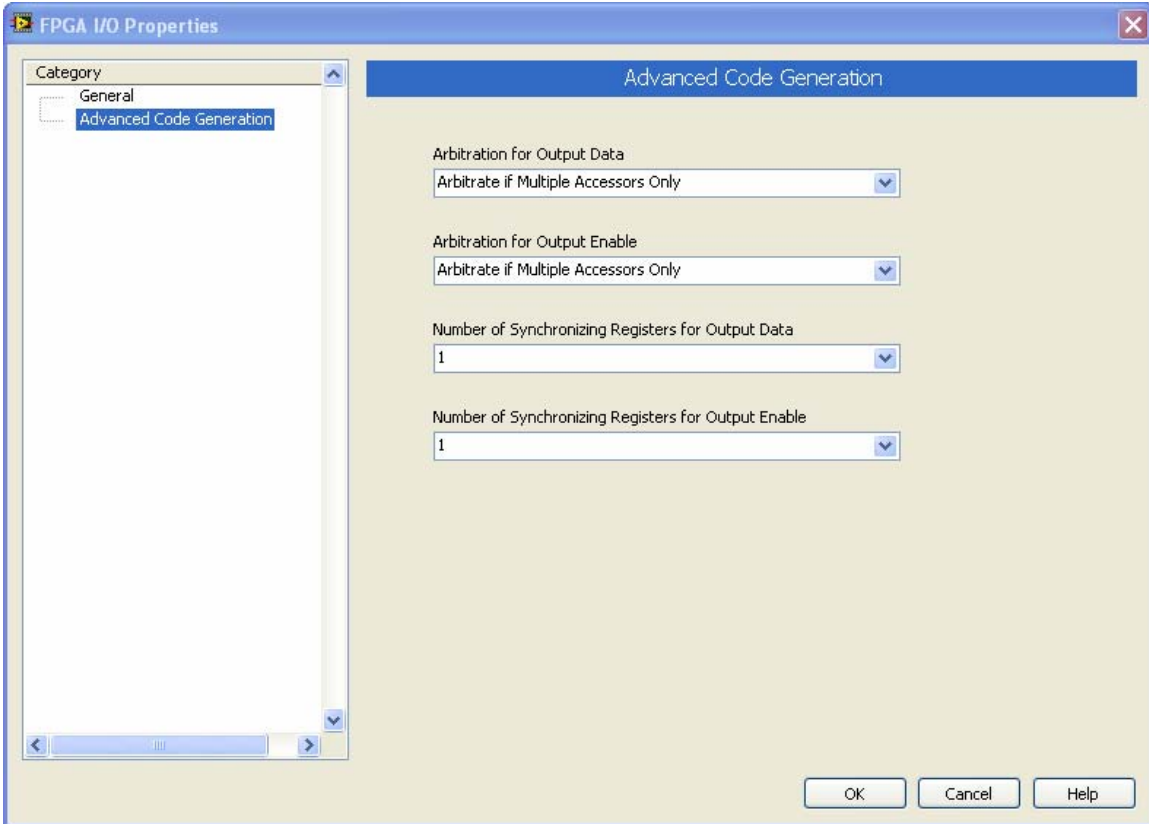 FPGA I/O Properties
Category
General
Advanced Code Generation
Advanced Code Generation
Arbitration for Output Data
Arbitrate if Multiple Accessors Only
Arbitration for Output Enable
Arbitrate if Multiple Accessors Only
Number of Synchronizing Registers for Output Data
1
Number of Synchronizing Registers for Output Enable
1
OK Cancel Help